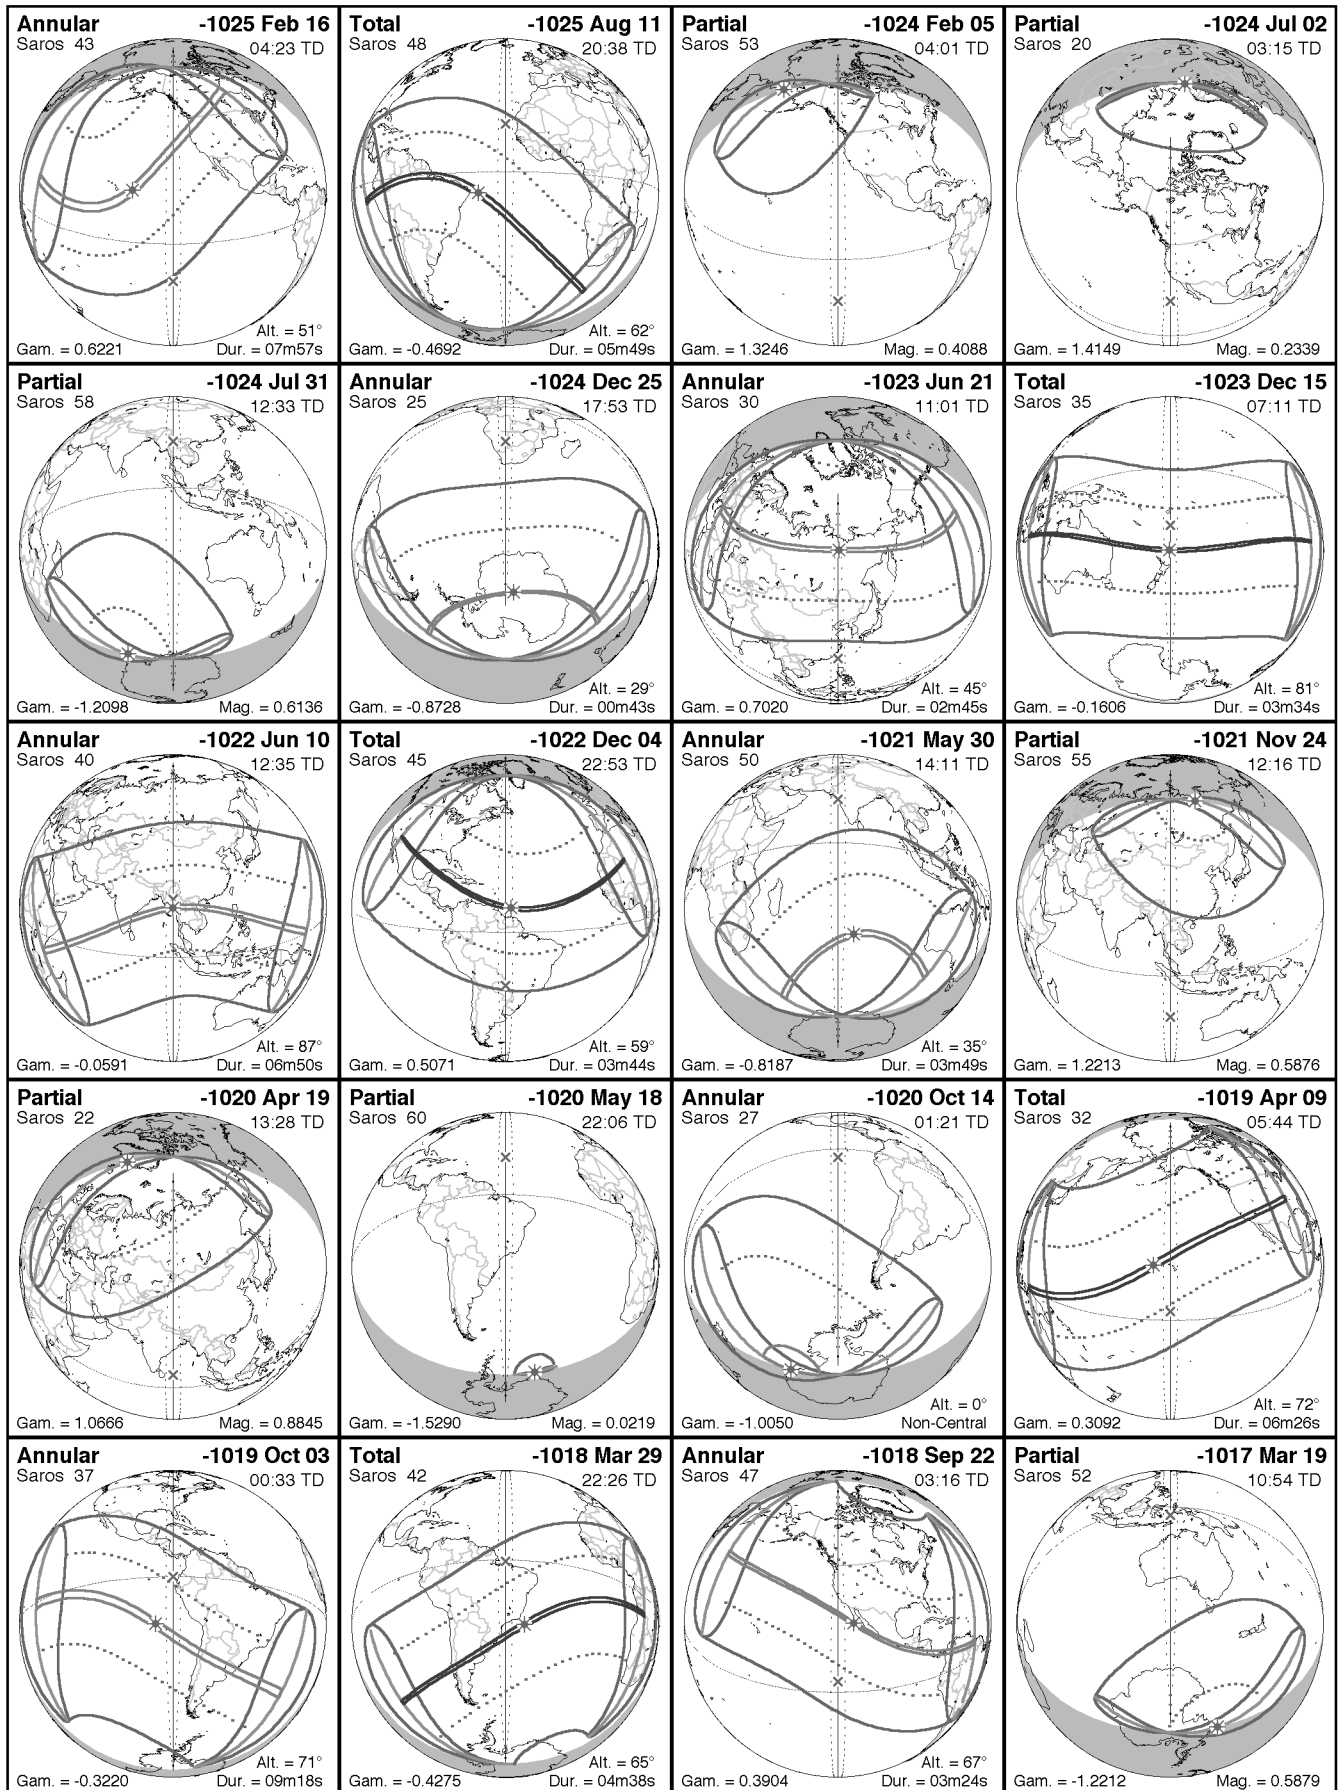 Annular -1025 Feb 16
Saros 43 04:23 TD
Alt. = 51°
Gam. = 0.6221 Dur. = 07m57s
Total -1025 Aug 11
Saros 48 20:38 TD
Alt. = 62°
Gam. = -0.4692 Dur. = 05m49s
Partial -1024 Feb 05
Saros 53 04:01 TD
Gam. = 1.3246 Mag. = 0.4088
Partial -1024 Jul 02
Saros 20 03:15 TD
Gam. = 1.4149 Mag. = 0.2339
Partial -1024 Jul 31
Saros 58 12:33 TD
Gam. = -1.2098 Mag. = 0.6136
Annular -1024 Dec 25
Saros 25 17:53 TD
Alt. = 29°
Gam. = -0.8728 Dur. = 00m43s
Annular -1023 Jun 21
Saros 30 11:01 TD
Alt. = 45°
Gam. = 0.7020 Dur. = 02m45s
Total -1023 Dec 15
Saros 35 07:11 TD
Alt. = 81°
Gam. = -0.1606 Dur. = 03m34s
Annular -1022 Jun 10
Saros 40 12:35 TD
Alt. = 87°
Gam. = -0.0591 Dur. = 06m50s
Total -1022 Dec 04
Saros 45 22:53 TD
Alt. = 59°
Gam. = 0.5071 Dur. = 03m44s
Annular -1021 May 30
Saros 50 14:11 TD
Alt. = 35°
Gam. = -0.8187 Dur. = 03m49s
Partial -1021 Nov 24
Saros 55 12:16 TD
Gam. = 1.2213 Mag. = 0.5876
Partial -1020 Apr 19
Saros 22 13:28 TD
Gam. = 1.0666 Mag. = 0.8845
Partial -1020 May 18
Saros 60 22:06 TD
Gam. = -1.5290 Mag. = 0.0219
Annular -1020 Oct 14
Saros 27 01:21 TD
Alt. = 0°
Gam. = -1.0050 Non-Central
Total -1019 Apr 09
Saros 32 05:44 TD
Alt. = 72°
Gam. = 0.3092 Dur. = 06m26s
Annular -1019 Oct 03
Saros 37 00:33 TD
Alt. = 71°
Gam. = -0.3220 Dur. = 09m18s
Total -1018 Mar 29
Saros 42 22:26 TD
Alt. = 65°
Gam. = -0.4275 Dur. = 04m38s
Annular -1018 Sep 22
Saros 47 03:16 TD
Alt. = 67°
Gam. = 0.3904 Dur. = 03m24s
Partial -1017 Mar 19
Saros 52 10:54 TD
Gam. = -1.2212 Mag. = 0.5879